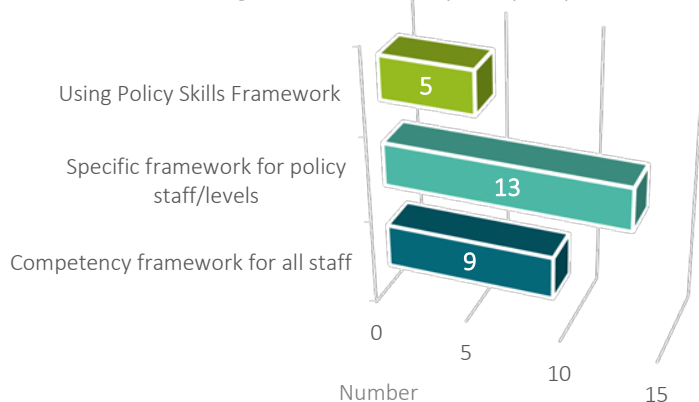 Using Policy Skills Framework
5
Specific framework for policy
staff/levels
13
Competency framework for all staff
9
0
5
10
15
Number